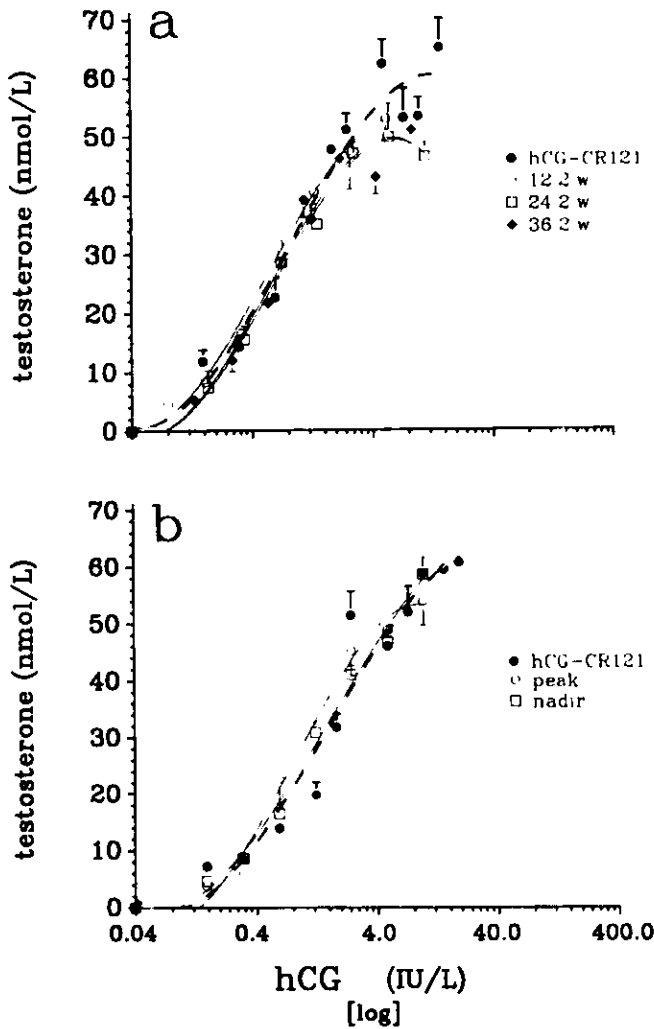 a
70
60
50
40
30
20
10
0
testosterone (nmol/L)
hCG-CR121
12 2 w
24 2 w
36 2 w
b
70
60
50
40
30
20
10
0
testosterone (nmol/L)
hCG-CR121
peak
nadir
0.04 0.4 4.0 40.0 400.0
hCG (IU/L)
[log]